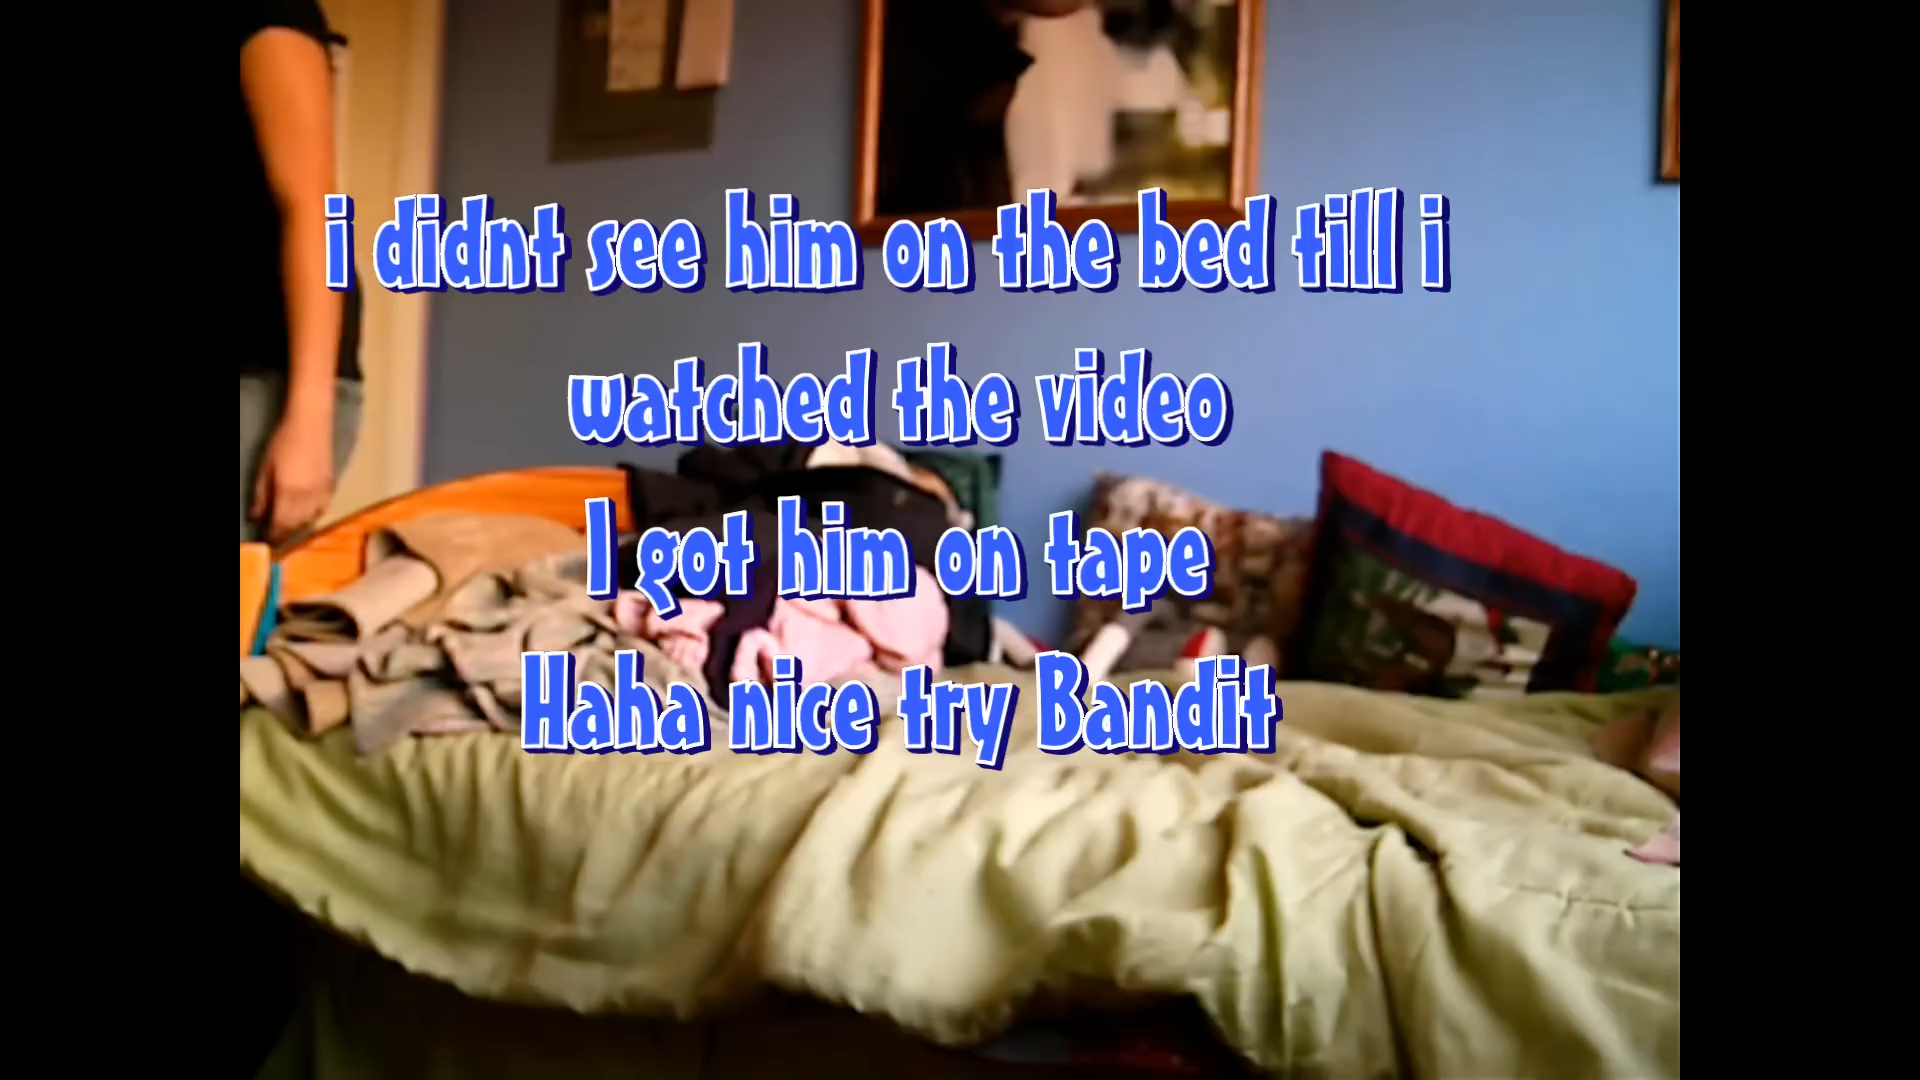 i didnt see him on the bed till i
watched the video
I got him on tape
Haha nice try Bandit